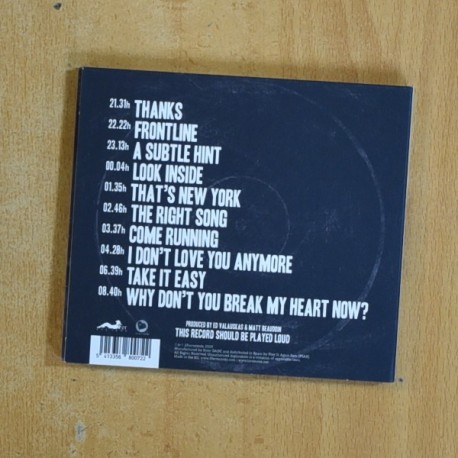 21.31h THANKS
22.22h FRONTLINE
23.13h A SUBTLE HINT
00.04h LOOK INSIDE
01.35h THAT'S NEW YORK
02.46h THE RIGHT SONG
03.37h COME RUNNING
04.28h I DON'T LOVE YOU ANYMORE
06.39h TAKE IT EASY
08.40h WHY DON'T YOU BREAK MY HEART NOW?
PRODUCED BY ED VALAUSKAS & MATT BEAUDOIN
THIS RECORD SHOULD BE PLAYED LOUD